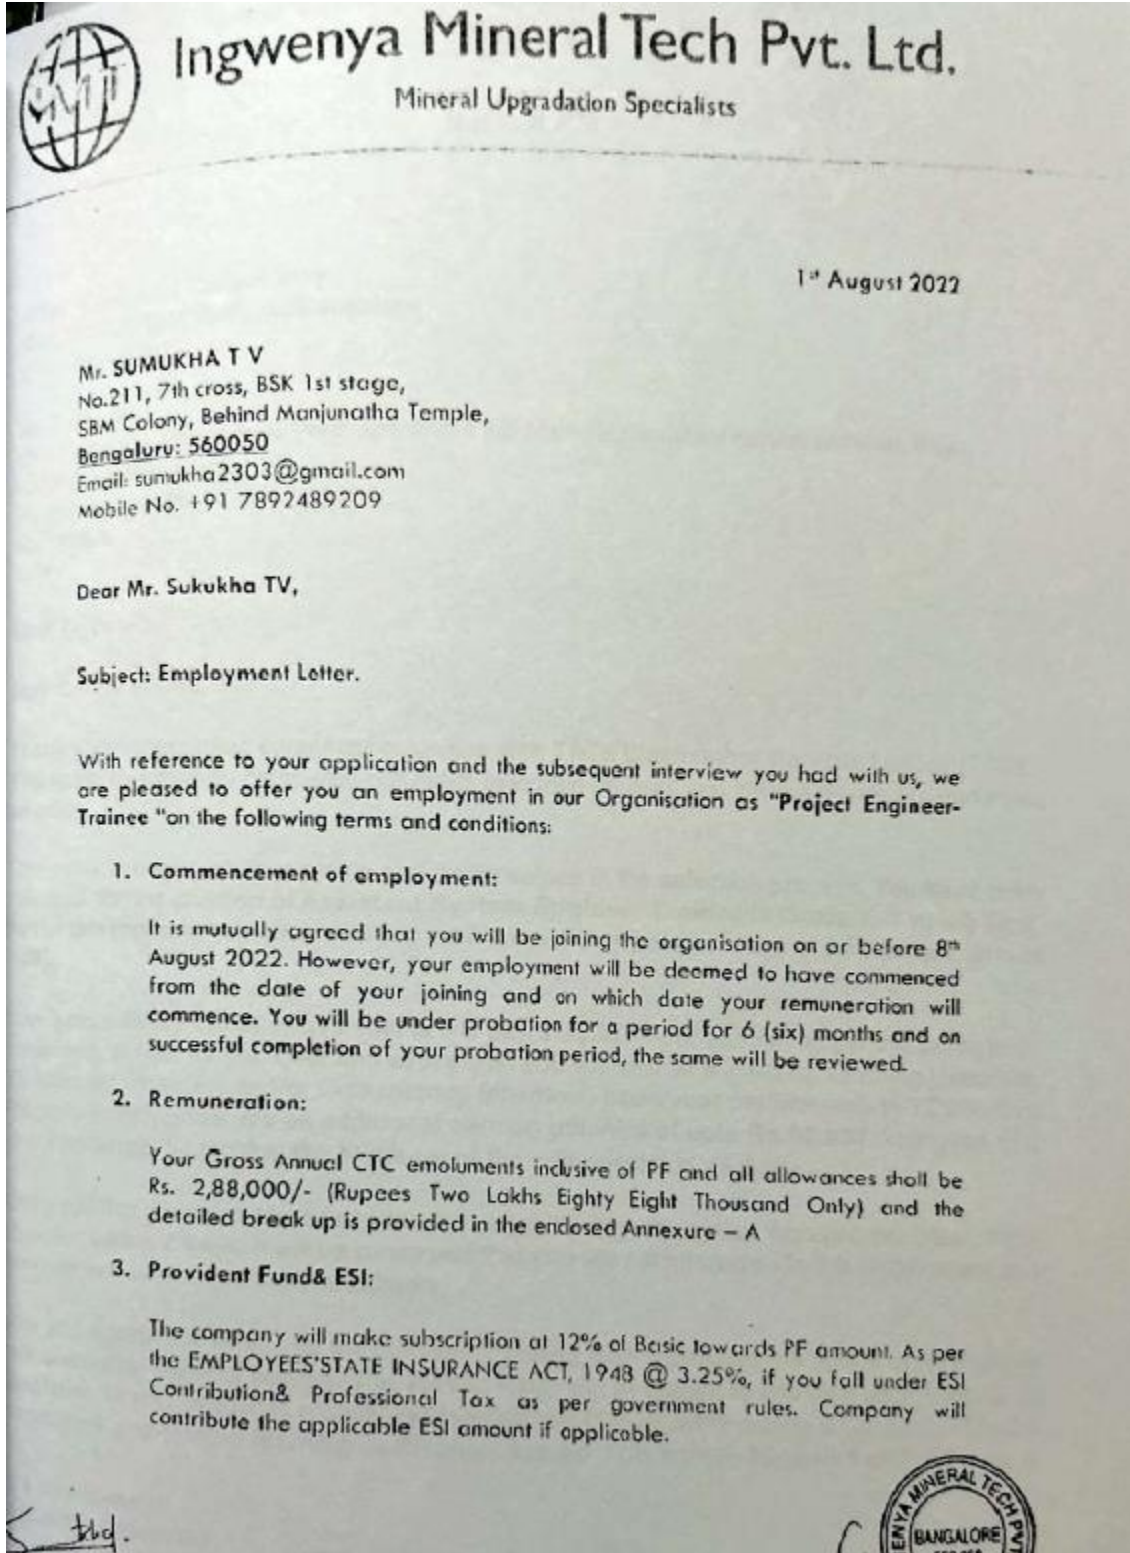 Ingwenya Mineral Tech Pvt. Ltd.
Mineral Upgradation Specialists
1st August 2022
Mr. SUMUKHA T V
No.211, 7th cross, BSK 1st stage,
SBM Colony, Behind Manjunatha Temple,
Bengaluru: 560050
Email: sumukha2303@gmail.com
Mobile No. +91 7892489209
Dear Mr. Sukukha TV,
Subject: Employment Letter.
With reference to your application and the subsequent interview you had with us, we
are pleased to offer you an employment in our Organisation as "Project Engineer-
Trainee "on the following terms and conditions:
1. Commencement of employment:
It is mutually agreed that you will be joining the organisation on or before 8th
August 2022. However, your employment will be deemed to have commenced
from the date of your joining and on which date your remuneration will
commence. You will be under probation for a period for 6 (six) months and on
successful completion of your probation period, the same will be reviewed.
2. Remuneration:
Your Gross Annual CTC emoluments inclusive of PF and all allowances shall be
Rs. 2,88,000/- (Rupees Two Lakhs Eighty Eight Thousand Only) and the
detailed break up is provided in the enclosed Annexure – A
3. Provident Fund& ESI:
The company will make subscription at 12% of Basic towards PF amount. As per
the EMPLOYEES'STATE INSURANCE ACT, 1948 @ 3.25%, if you fall under ESI
Contribution& Professional Tax as per government rules. Company will
contribute the applicable ESI amount if applicable.
MINERAL TECH PVT
BANGALORE